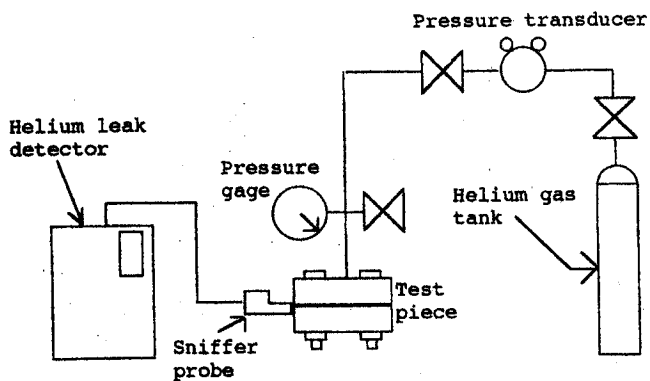 Pressure transducer
Helium leak
detector
Pressure
gage
Helium gas
tank
Test
piece
Sniffer
probe